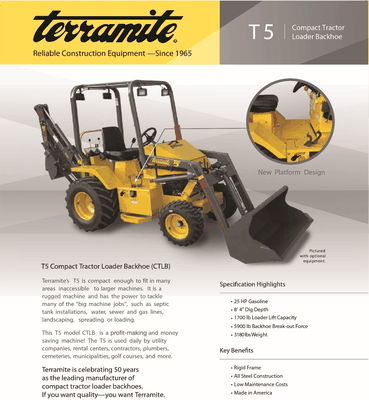 terramite
Reliable Construction Equipment —Since 1965
T5
Compact Tractor
Loader Backhoe
New Platform Design
Pictured
with optional
equipment.
T5 Compact Tractor Loader Backhoe (CTLB)
Terramite's T5 is compact enough to fit in many
areas inaccessible to larger machines. It is a
rugged machine and has the power to tackle
many of the "big machine jobs", such as septic
tank installations, water, sewer and gas lines,
landscaping, spreading or loading.
This T5 model CTLB is a profit-making and money
saving machine! The T5 is used daily by utility
companies, rental centers, contractors, plumbers,
cemeteries, municipalities, golf courses, and more.
Terramite is celebrating 50 years
as the leading manufacturer of
compact tractor loader backhoes.
If you want quality—you want Terramite.
Specification Highlights
• 25 HP Gasoline
• 8' 4" Dig Depth
• 1700 lb Loader Lift Capacity
• 5900 lb Backhoe Break-out Force
• 3180lbs Weight
Key Benefits
• Rigid Frame
• All Steel Construction
• Low Maintenance Costs
• Made in America